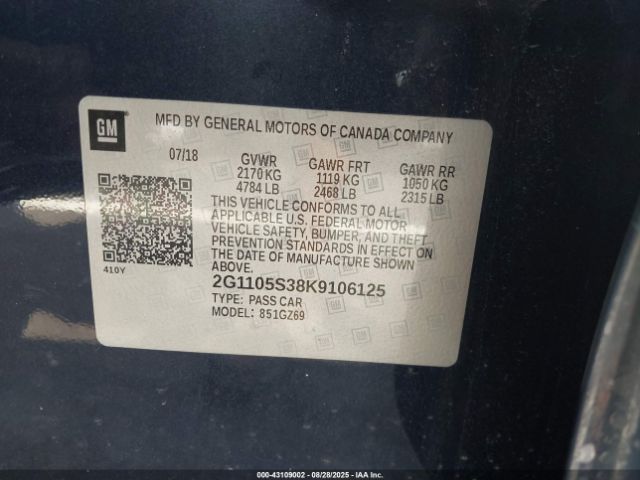 GM
MFD BY GENERAL MOTORS OF CANADA COMPANY
07/18
GVWR
2170 KG
4784 LB
GAWR FRT
1119 KG
2468 LB
GAWR RR
1050 KG
2315 LB
THIS VEHICLE CONFORMS TO ALL
APPLICABLE U.S. FEDERAL MOTOR
VEHICLE SAFETY, BUMPER, AND THEFT
PREVENTION STANDARDS IN EFFECT ON
THE DATE OF MANUFACTURE SHOWN
ABOVE.
410Y
2G1105S38K9106125
TYPE: PASS CAR
MODEL: 851GZ69
000-43109002 - 08/28/2025 - IAA Inc.